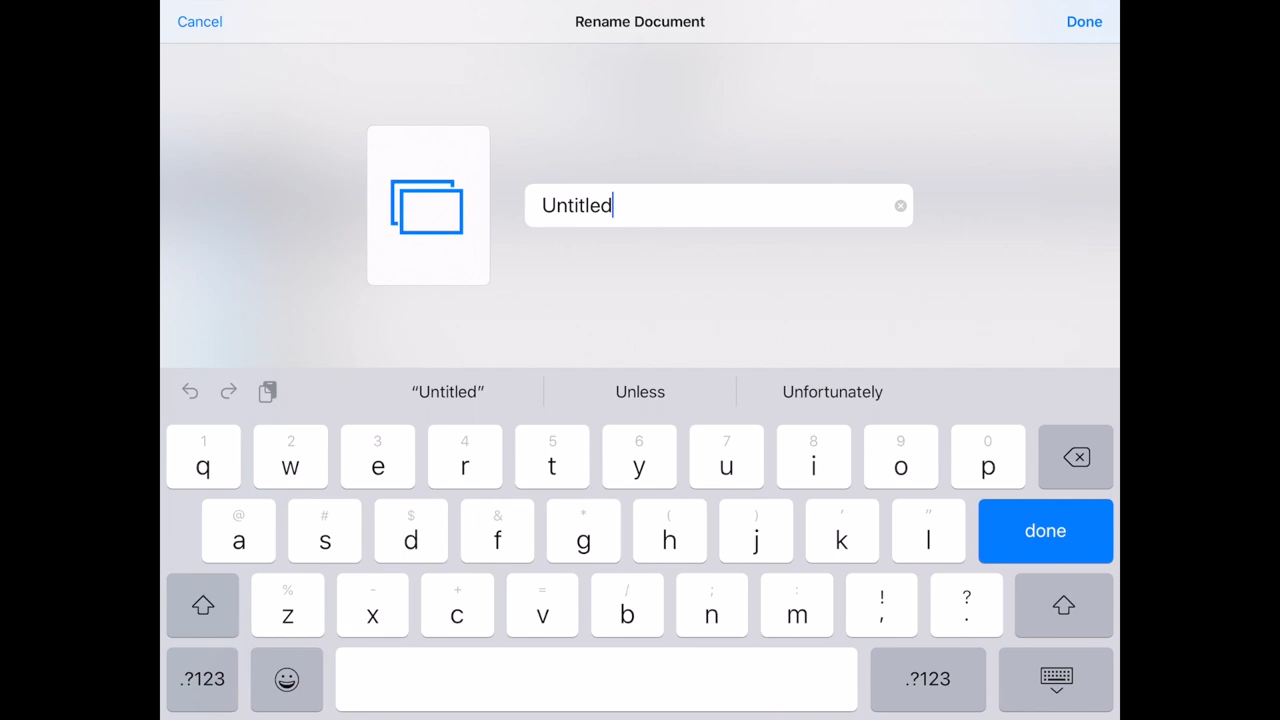 Cancel Rename Document Done
Untitled
“Untitled” Unless Unfortunately
1 2 3 4 5 6 7 8 9 0
q w e r t y u i o p
@ # $ & * ( ) ' "
a s d f g h j k l done
% - + = / ; : ! ?
z x c v b n m , .
.?123 .?123